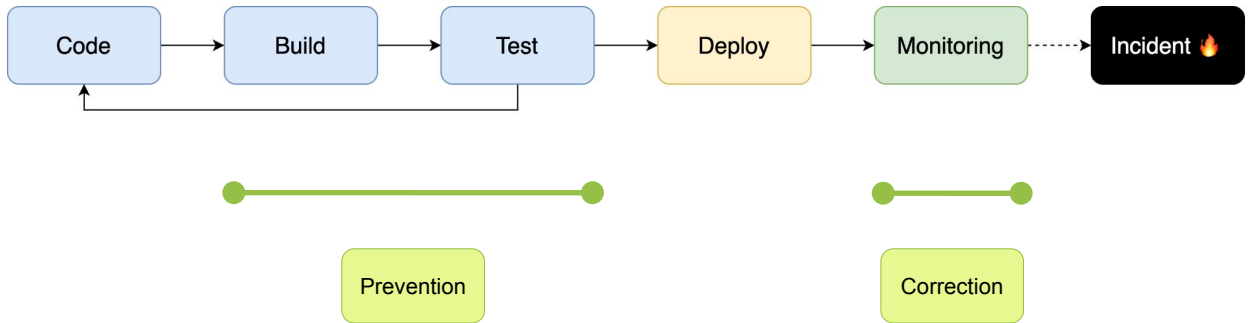 Code
Build
Test
Deploy
Monitoring
Incident 🔥
Prevention
Correction